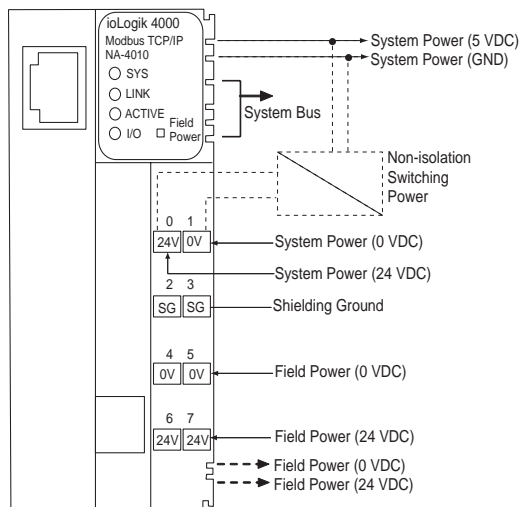 ioLogik 4000
Modbus TCP/IP
NA-4010
SYS
LINK
ACTIVE
I/O
Field
Power
System Power (5 VDC)
System Power (GND)
System Bus
Non-isolation
Switching
Power
0 1
24V 0V
System Power (0 VDC)
System Power (24 VDC)
2 3
SG SG
Shielding Ground
4 5
0V 0V
Field Power (0 VDC)
6 7
24V 24V
Field Power (24 VDC)
Field Power (0 VDC)
Field Power (24 VDC)